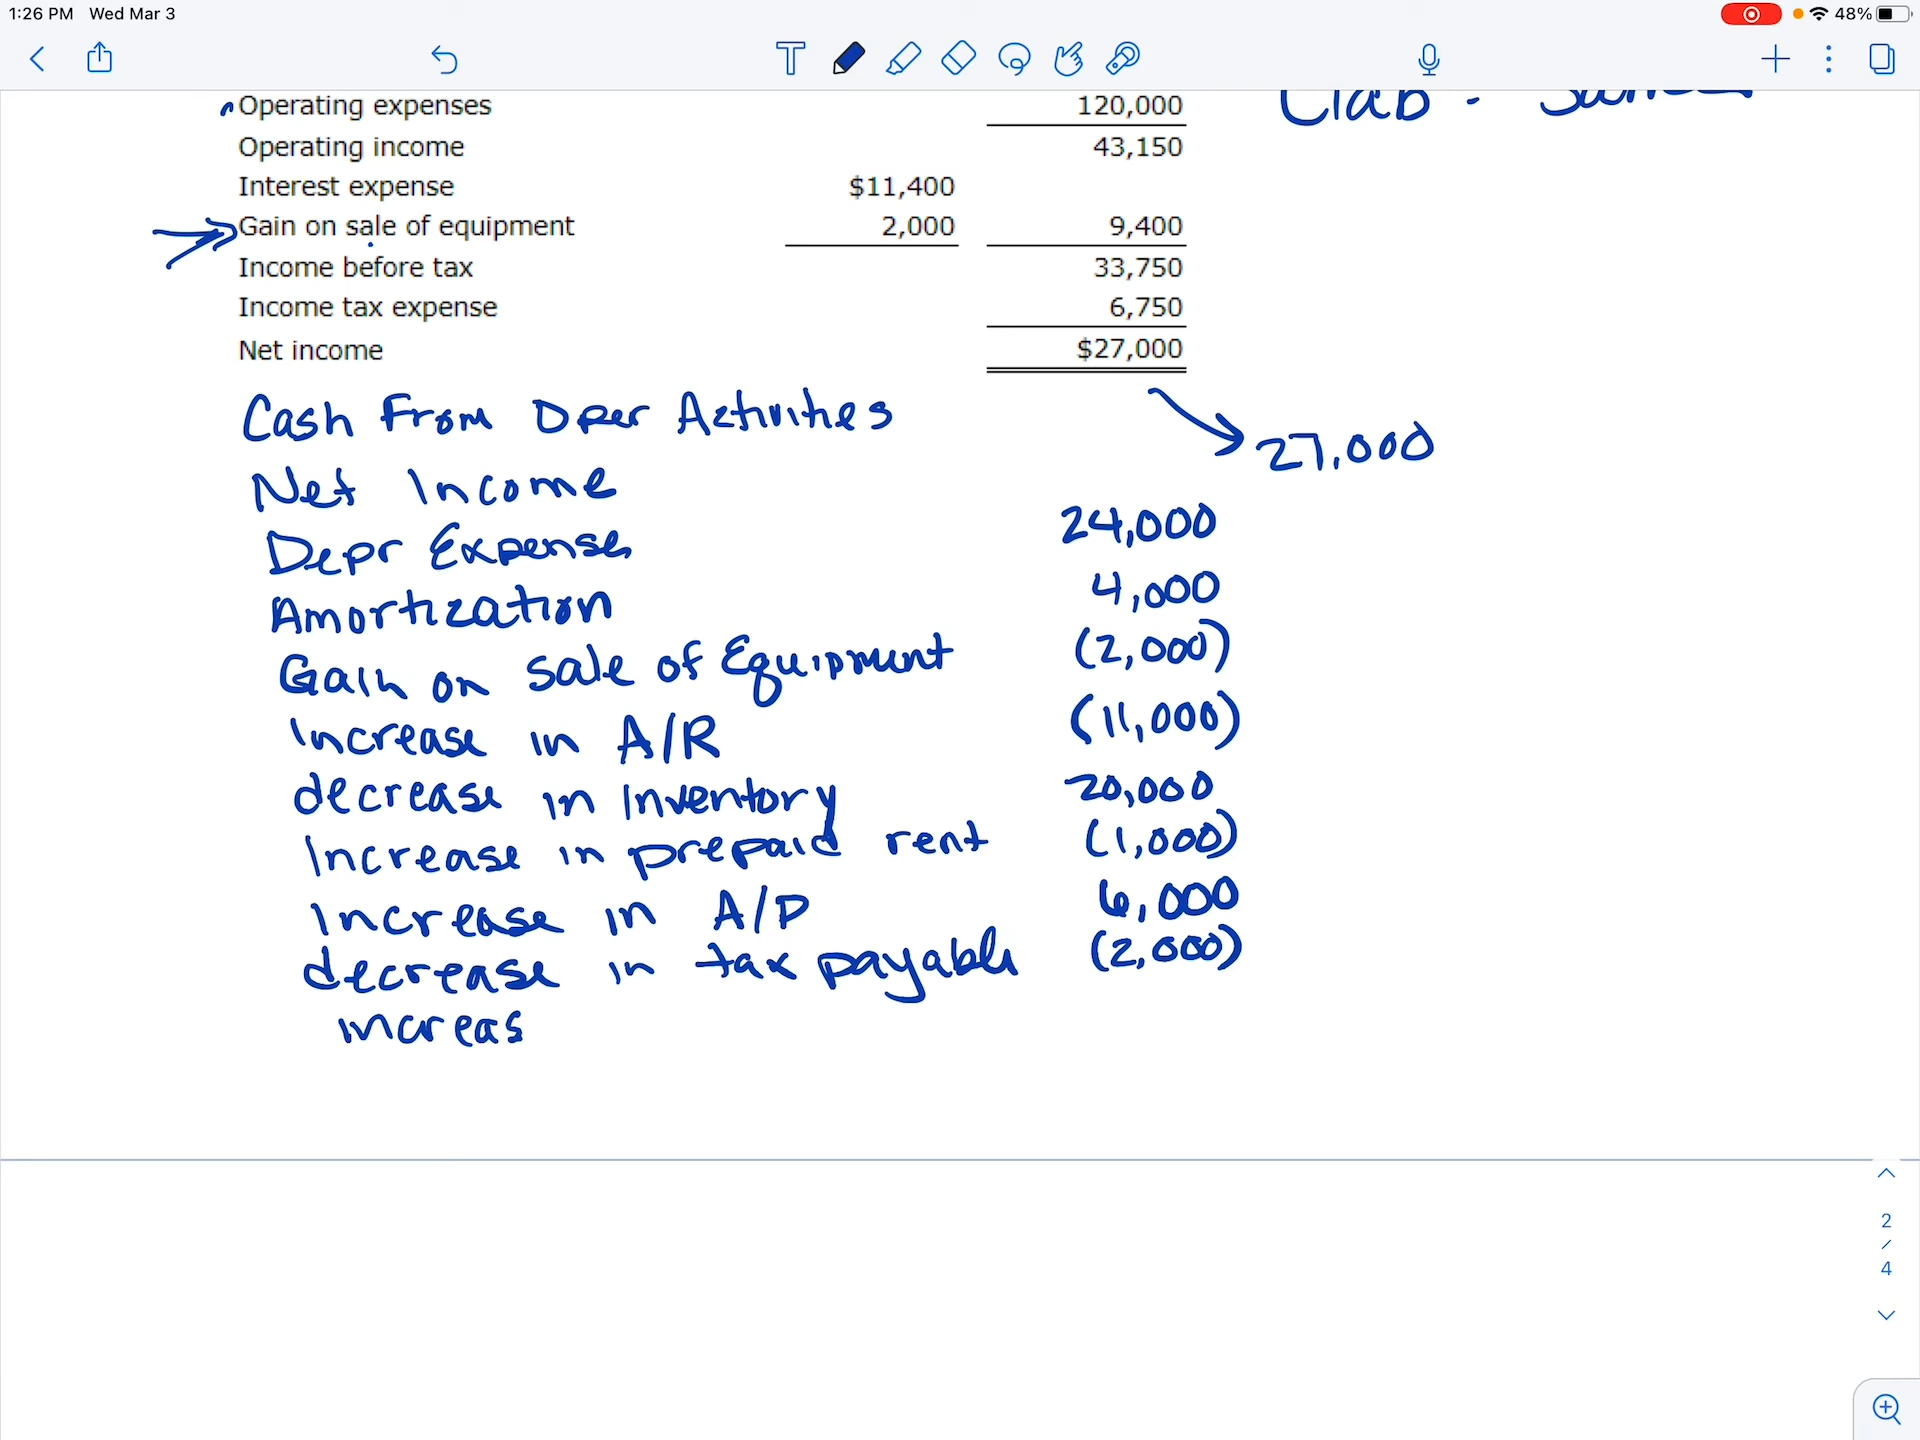 1:26 PM Wed Mar 3 48%
Operating expenses 120,000
Operating income 43,150
Interest expense $11,400
Gain on sale of equipment 2,000 9,400
Income before tax 33,750
Income tax expense 6,750
Net income $27,000
Cash From Oper Activities
Net Income 27,000
Depr Expense 24,000
Amortization 4,000
Gain on Sale of Equipment (2,000)
Increase in A/R (11,000)
decrease in Inventory 20,000
Increase in prepaid rent (1,000)
Increase in A/P 6,000
decrease in tax payable (2,000)
increas
2
/
4